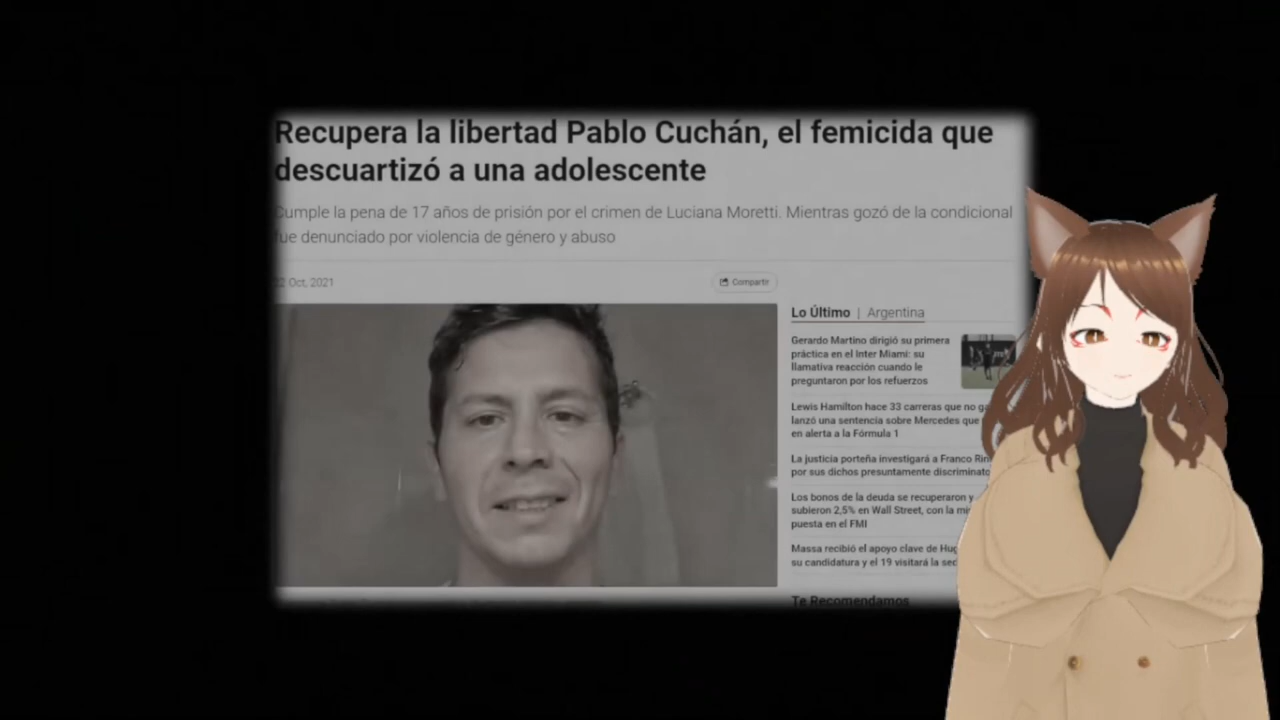 Recupera la libertad Pablo Cuchán, el femicida que
descuartizó a una adolescente
Cumple la pena de 17 años de prisión por el crimen de Luciana Moretti. Mientras gozó de la condicional
fue denunciado por violencia de género y abuso
22 Oct, 2021
Compartir
Lo Último | Argentina
Gerardo Martino dirigió su primera
práctica en el Inter Miami: su
llamativa reacción cuando le
preguntaron por los refuerzos
Lewis Hamilton hace 33 carreras que no
lanzó una sentencia sobre Mercedes que
en alerta a la Fórmula 1
La justicia porteña investigará a Franco
por sus dichos presuntamente
Los bonos de la deuda se recuperaron y
subieron 2,5% en Wall Street, con la
puesta en el FMI
Massa recibió el apoyo clave de
su candidatura y el 19 visitará la
Te Recomendamos